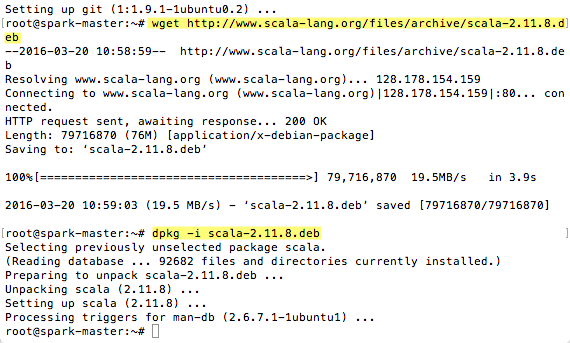 Setting up git (1:1.9.1-1ubuntu0.2) ...
[root@spark-master:~# wget http://www.scala-lang.org/files/archive/scala-2.11.8.d]
eb
--2016-03-20 10:58:59--  http://www.scala-lang.org/files/archive/scala-2.11.8.de
b
Resolving www.scala-lang.org (www.scala-lang.org)... 128.178.154.159
Connecting to www.scala-lang.org (www.scala-lang.org)|128.178.154.159|:80... con
nected.
HTTP request sent, awaiting response... 200 OK
Length: 79716870 (76M) [application/x-debian-package]
Saving to: ‘scala-2.11.8.deb’
100%[======================================>] 79,716,870  19.5MB/s   in 3.9s
2016-03-20 10:59:03 (19.5 MB/s) - ‘scala-2.11.8.deb’ saved [79716870/79716870]
[root@spark-master:~# dpkg -i scala-2.11.8.deb ]
Selecting previously unselected package scala.
(Reading database ... 92682 files and directories currently installed.)
Preparing to unpack scala-2.11.8.deb ...
Unpacking scala (2.11.8) ...
Setting up scala (2.11.8) ...
Processing triggers for man-db (2.6.7.1-1ubuntu1) ...
root@spark-master:~#